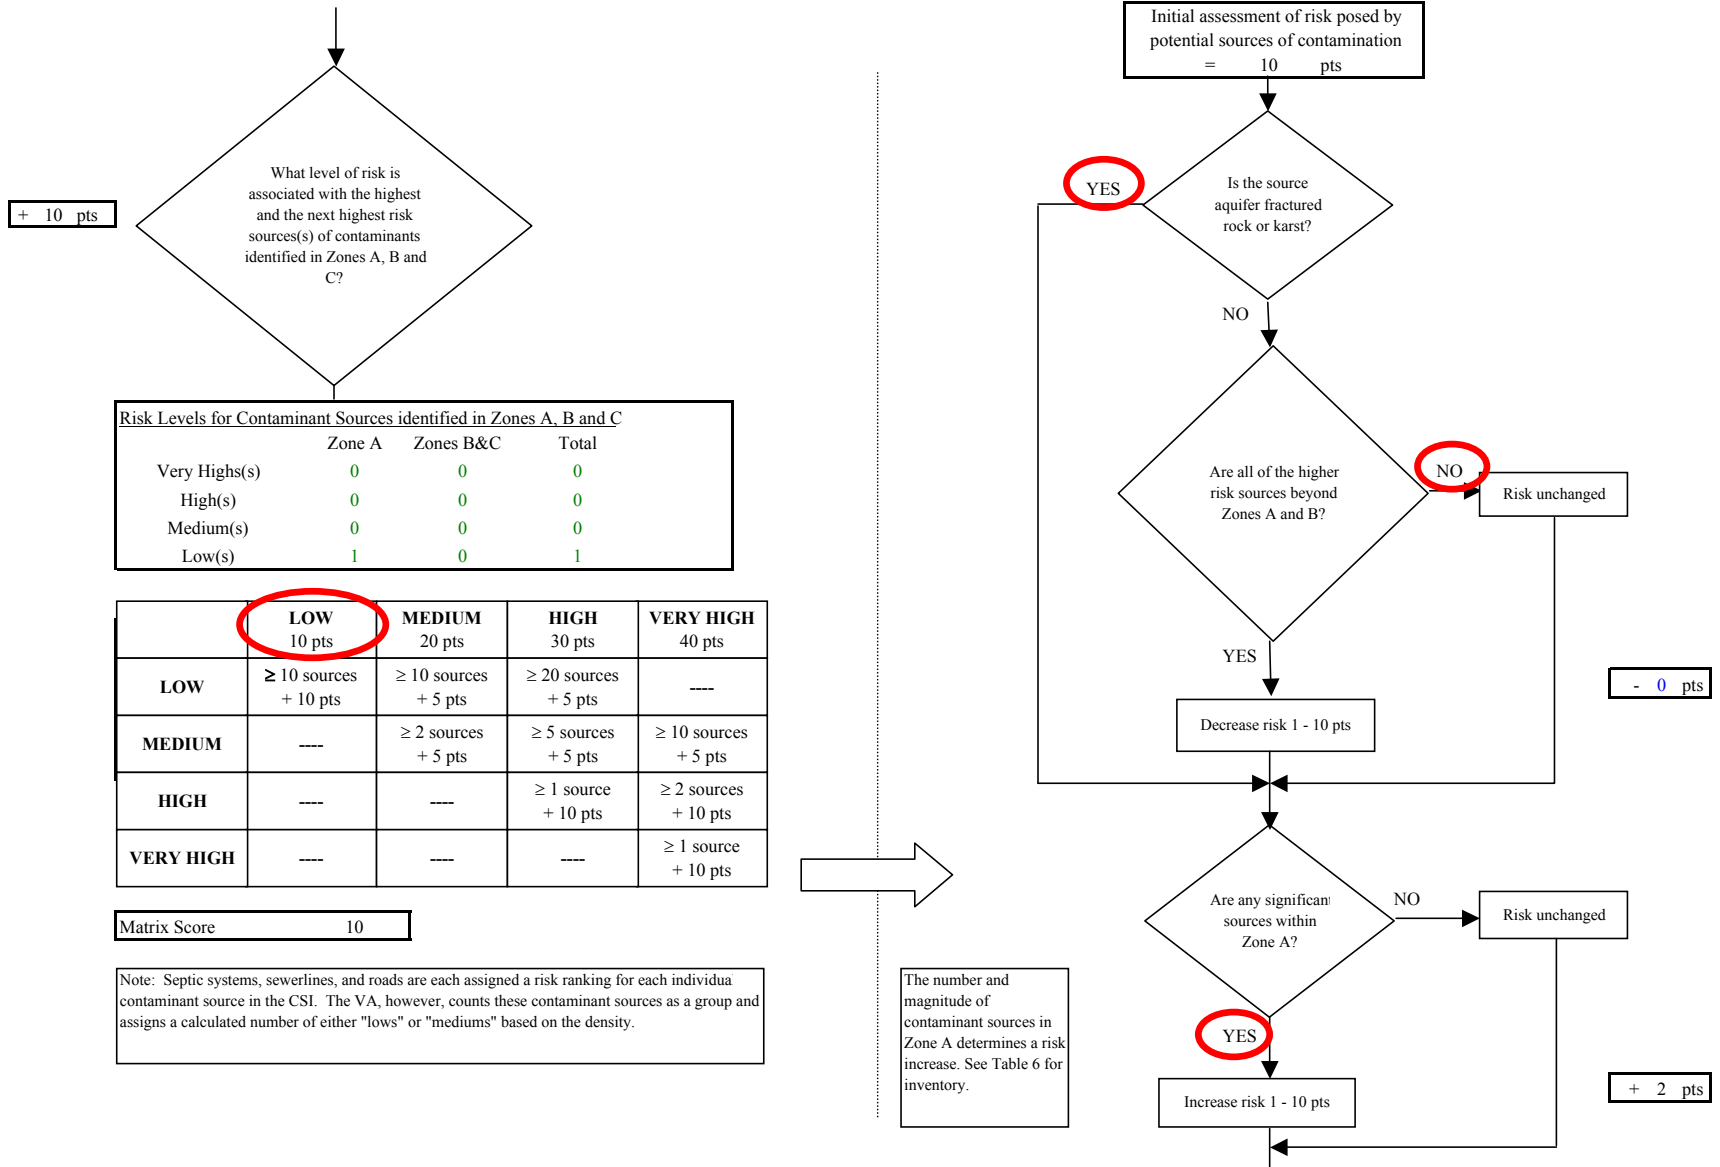 What level of risk is
associated with the highest
and the next highest risk
sources(s) of contaminants
identified in Zones A, B and
C?
+ 10 pts
Risk Levels for Contaminant Sources identified in Zones A, B and C
Zone A Zones B&C Total
Very Highs(s) 0 0 0
High(s) 0 0 0
Medium(s) 0 0 0
Low(s) 1 0 1
LOW MEDIUM HIGH VERY HIGH
10 pts 20 pts 30 pts 40 pts
LOW ≥ 10 sources ≥ 10 sources ≥ 20 sources ----
+ 10 pts + 5 pts + 5 pts
MEDIUM ---- ≥ 2 sources ≥ 5 sources ≥ 10 sources
+ 5 pts + 5 pts + 5 pts
HIGH ---- ---- ≥ 1 source ≥ 2 sources
+ 10 pts + 10 pts
VERY HIGH ---- ---- ---- ≥ 1 source
+ 10 pts
Matrix Score 10
Note: Septic systems, sewerlines, and roads are each assigned a risk ranking for each individua
contaminant source in the CSI. The VA, however, counts these contaminant sources as a group and
assigns a calculated number of either "lows" or "mediums" based on the density.
Initial assessment of risk posed by
potential sources of contamination
= 10 pts
YES
Is the source
aquifer fractured
rock or karst?
NO
Are all of the higher
risk sources beyond
Zones A and B?
NO
Risk unchanged
YES
Decrease risk 1 - 10 pts
- 0 pts
Are any significant
sources within
Zone A?
NO
Risk unchanged
The number and
magnitude of
contaminant sources in
Zone A determines a risk
increase. See Table 6 for
inventory.
YES
Increase risk 1 - 10 pts
+ 2 pts